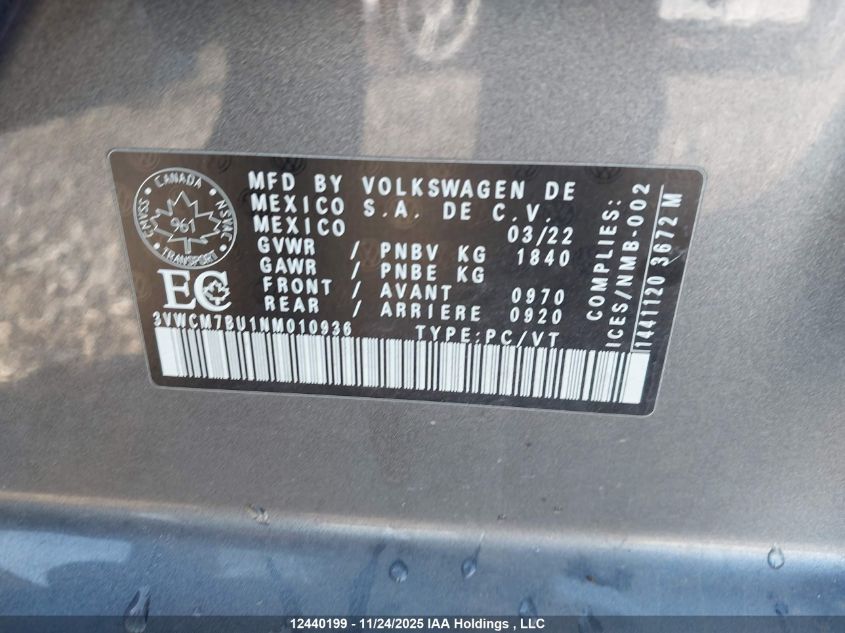 CANADA
CMVSS
NSVAC
961
TRANSPORT
EC
MFD BY VOLKSWAGEN DE
MEXICO S.A. DE C.V.
MEXICO 03/22
GVWR / PNBV KG 1840
GAWR / PNBE KG
FRONT / AVANT 0970
REAR / ARRIERE 0920
3VWCM7BU1NM010936 TYPE:PC/VT
COMPLIES:
ICES/NMB-002
1441120 3672 M
12440199 - 11/24/2025 IAA Holdings , LLC